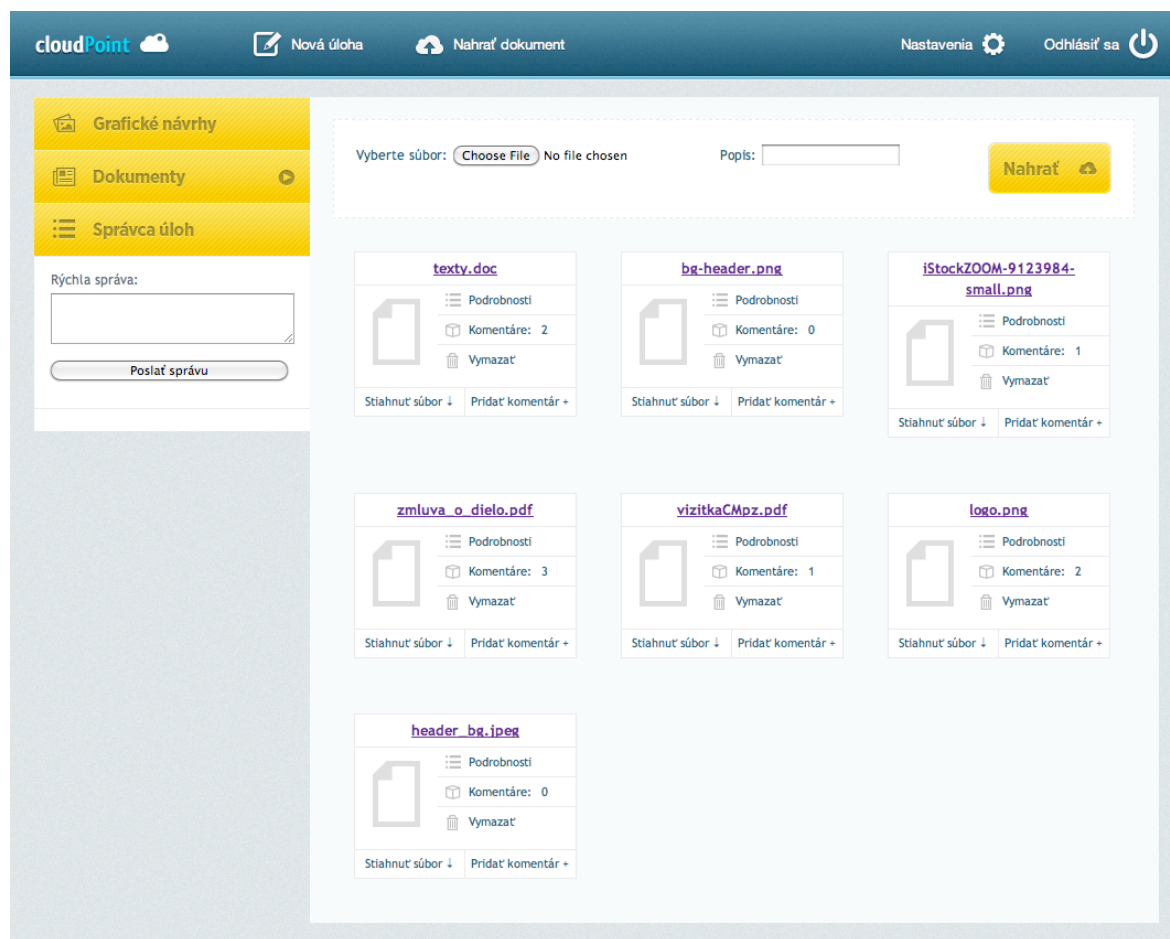 cloudPoint
Nová úloha
Nahrať dokument
Nastavenia
Odhlásiť sa
Grafické návrhy
Dokumenty
Správca úloh
Rýchla správa:
Poslať správu
Vyberte súbor: Choose File No file chosen
Popis:
Nahrať
texty.doc
Podrobnosti
Komentáre: 2
Vymazať
Stiahnuť súbor ↓ Pridať komentár +
bg-header.png
Podrobnosti
Komentáre: 0
Vymazať
Stiahnuť súbor ↓ Pridať komentár +
iStockZOOM-9123984-
small.png
Podrobnosti
Komentáre: 1
Vymazať
Stiahnuť súbor ↓ Pridať komentár +
zmluva_o_dielo.pdf
Podrobnosti
Komentáre: 3
Vymazať
Stiahnuť súbor ↓ Pridať komentár +
vizitkaCMpz.pdf
Podrobnosti
Komentáre: 1
Vymazať
Stiahnuť súbor ↓ Pridať komentár +
logo.png
Podrobnosti
Komentáre: 2
Vymazať
Stiahnuť súbor ↓ Pridať komentár +
header_bg.jpeg
Podrobnosti
Komentáre: 0
Vymazať
Stiahnuť súbor ↓ Pridať komentár +